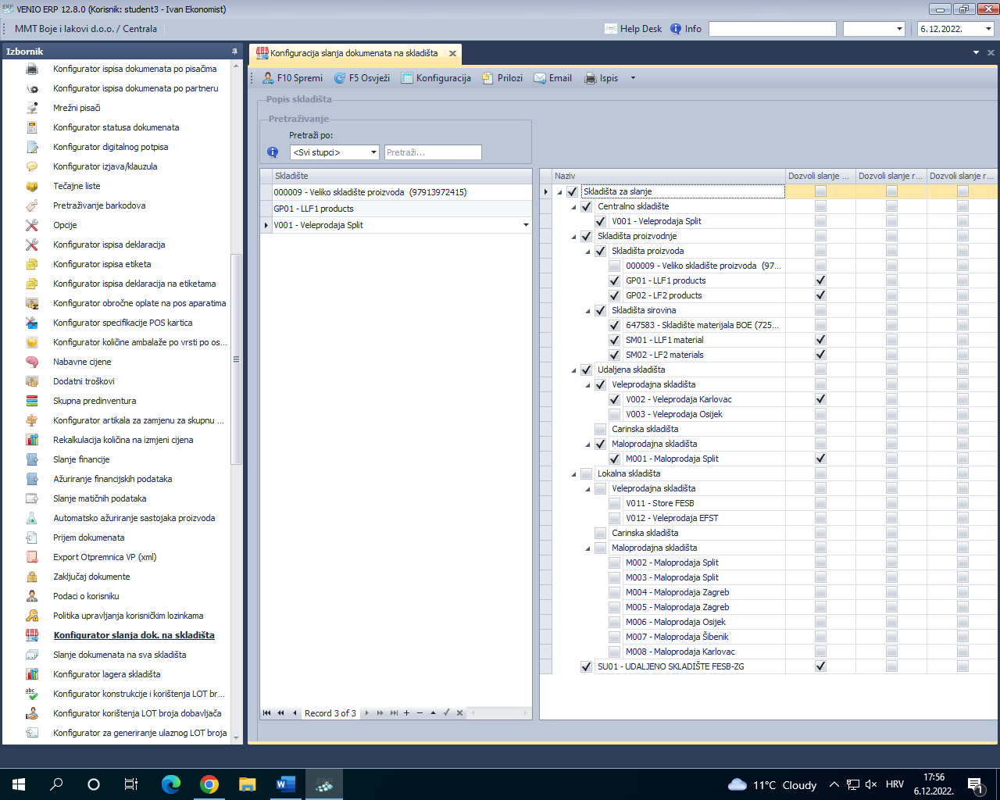 VENIO ERP 12.8.0 (Korisnik: student3 - Ivan Ekonomist)
MMT Boje i lakovi d.o.o. / Centrala
Help Desk
Info
6.12.2022.
Izbornik
Konfigurator ispisa dokumenata po pisačima
Konfigurator ispisa dokumenata po partneru
Mrežni pisači
Konfigurator statusa dokumenata
Konfigurator digitalnog potpisa
Konfigurator izjava/klauzula
Tečajne liste
Pretraživanje barkodova
Opcije
Konfigurator ispisa deklaracija
Konfigurator ispisa etiketa
Konfigurator ispisa deklaracija na etiketama
Konfigurator obročne oplate na pos aparatima
Konfigurator specifikacije POS kartica
Konfigurator količine ambalaže po vrsti po os...
Nabavne cijene
Dodatni troškovi
Skupna predinventura
Konfigurator artikala za zamjenu za skupnu ...
Rekalkulacija količina na izmjeni cijena
Slanje financije
Ažuriranje financijskih podataka
Slanje matičnih podataka
Automatsko ažuriranje sastojaka proizvoda
Prijem dokumenata
Export Otpremnica VP (xml)
Zaključaj dokumente
Podaci o korisniku
Politika upravljanja korisničkim lozinkama
Konfigurator slanja dok. na skladišta
Slanje dokumenata na sva skladišta
Konfigurator lagera skladišta
Konfigurator konstrukcije i korištenja LOT br...
Konfigurator korištenja LOT broja dobavljača
Konfigurator za generiranje ulaznog LOT broja
Konfiguracija slanja dokumenata na skladišta
F10 Spremi
F5 Osvježi
Konfiguracija
Prilozi
Email
Ispis
Popis skladišta
Pretraživanje
Pretraži po:
<Svi stupci>
Pretraži...
Skladište
000009 - Veliko skladište proizvoda (97913972415)
GP01 - LLF1 products
V001 - Veleprodaja Split
Record 3 of 3
Naziv
Dozvoli slanje ...
Dozvoli slanje r...
Dozvoli slanje r...
Skladišta za slanje
Centralno skladište
V001 - Veleprodaja Split
Skladišta proizvodnje
Skladišta proizvoda
000009 - Veliko skladište proizvoda (97...
GP01 - LLF1 products
GP02 - LF2 products
Skladišta sirovina
647583 - Skladište materijala BOE (725...
SM01 - LLF1 material
SM02 - LF2 materials
Udaljena skladišta
Veleprodajna skladišta
V002 - Veleprodaja Karlovac
V003 - Veleprodaja Osijek
Carinska skladišta
Maloprodajna skladišta
M001 - Maloprodaja Split
Lokalna skladišta
Veleprodajna skladišta
V011 - Store FESB
V012 - Veleprodaja EFST
Carinska skladišta
Maloprodajna skladišta
M002 - Maloprodaja Split
M003 - Maloprodaja Split
M004 - Maloprodaja Zagreb
M005 - Maloprodaja Zagreb
M006 - Maloprodaja Osijek
M007 - Maloprodaja Šibenik
M008 - Maloprodaja Karlovac
SU01 - UDALJENO SKLADIŠTE FESB-ZG
11°C Cloudy
HRV
17:56
6.12.2022.
1